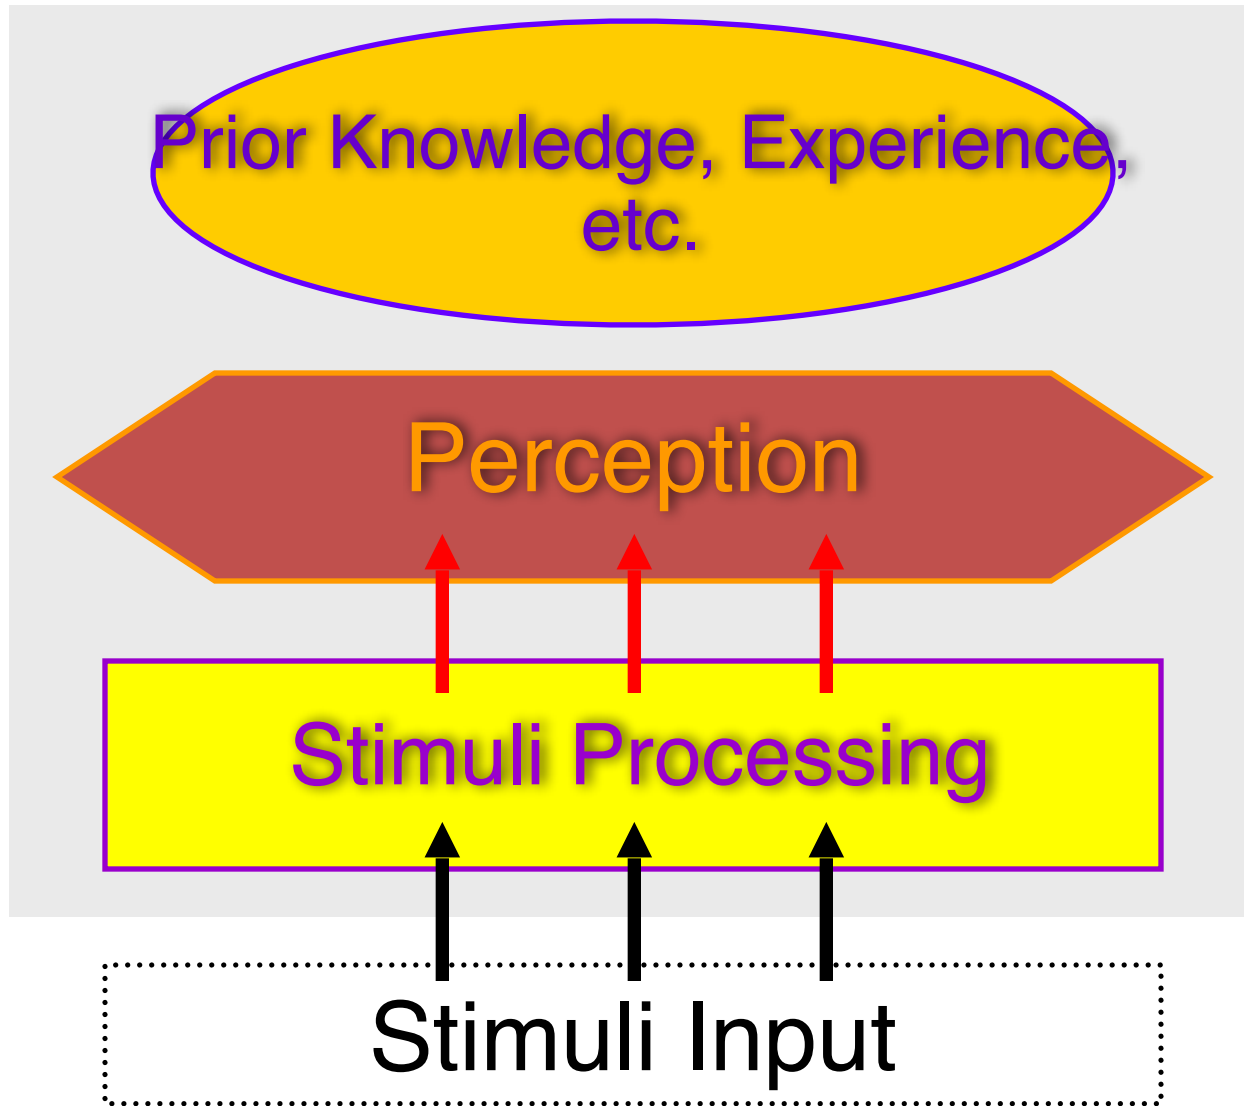 Prior Knowledge, Experience,
etc.
Perception
Stimuli Processing
Stimuli Input